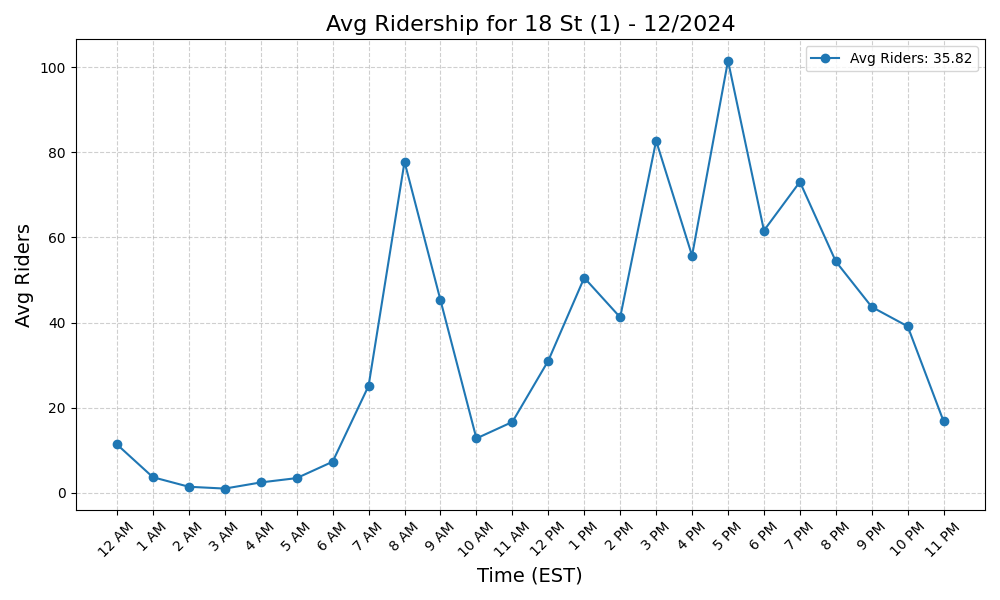 Avg Ridership for 18 St (1) - 12/2024
Avg Riders: 35.82
Avg Riders
100
80
60
40
20
0
12 AM
1 AM
2 AM
3 AM
4 AM
5 AM
6 AM
7 AM
8 AM
9 AM
10 AM
11 AM
12 PM
1 PM
2 PM
3 PM
4 PM
5 PM
6 PM
7 PM
8 PM
9 PM
10 PM
11 PM
Time (EST)